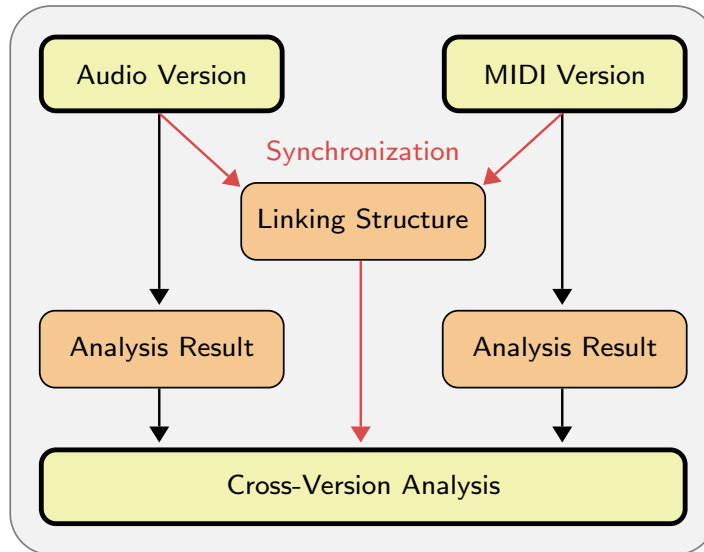 Audio Version
MIDI Version
Synchronization
Linking Structure
Analysis Result
Analysis Result
Cross-Version Analysis